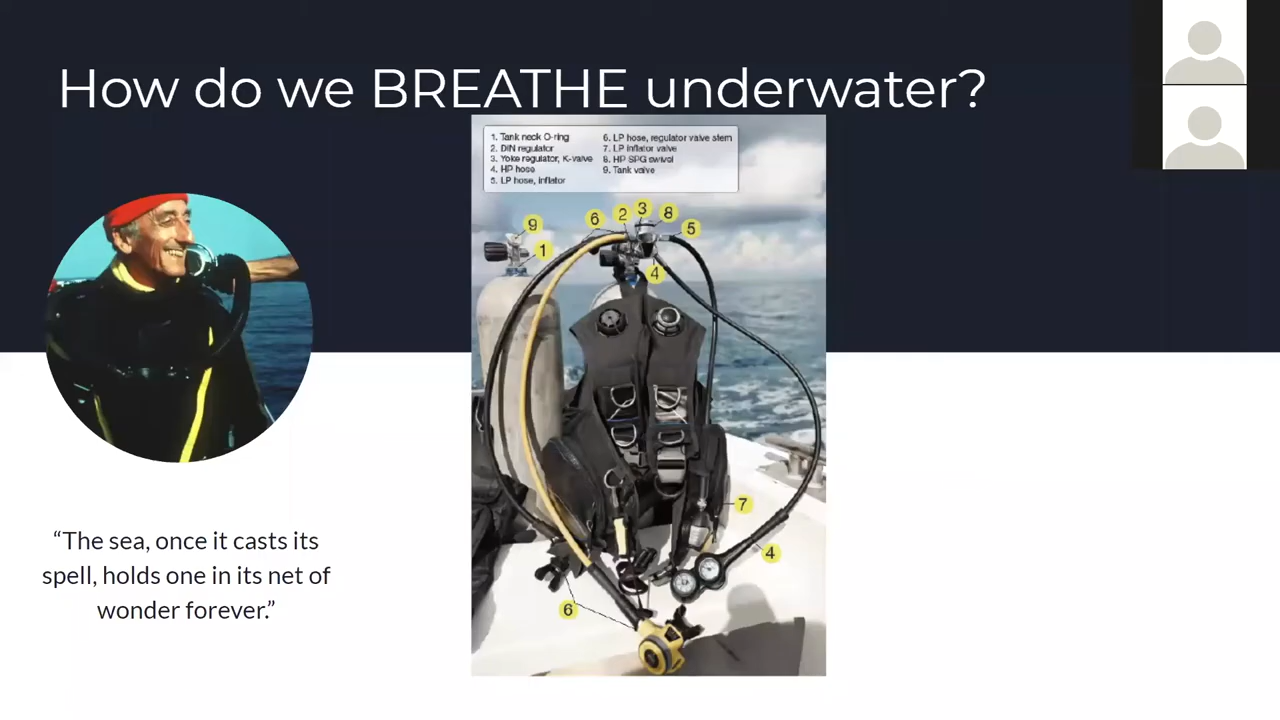 How do we BREATHE underwater?
1. Tank neck O-ring
2. DIN regulator
3. Yoke regulator, K-valve
4. HP hose
5. LP hose, inflator
6. LP hose, regulator valve stem
7. LP inflator valve
8. HP SPG swivel
9. Tank valve
9
1
6
2
3
8
5
4
7
4
6
“The sea, once it casts its
spell, holds one in its net of
wonder forever.”